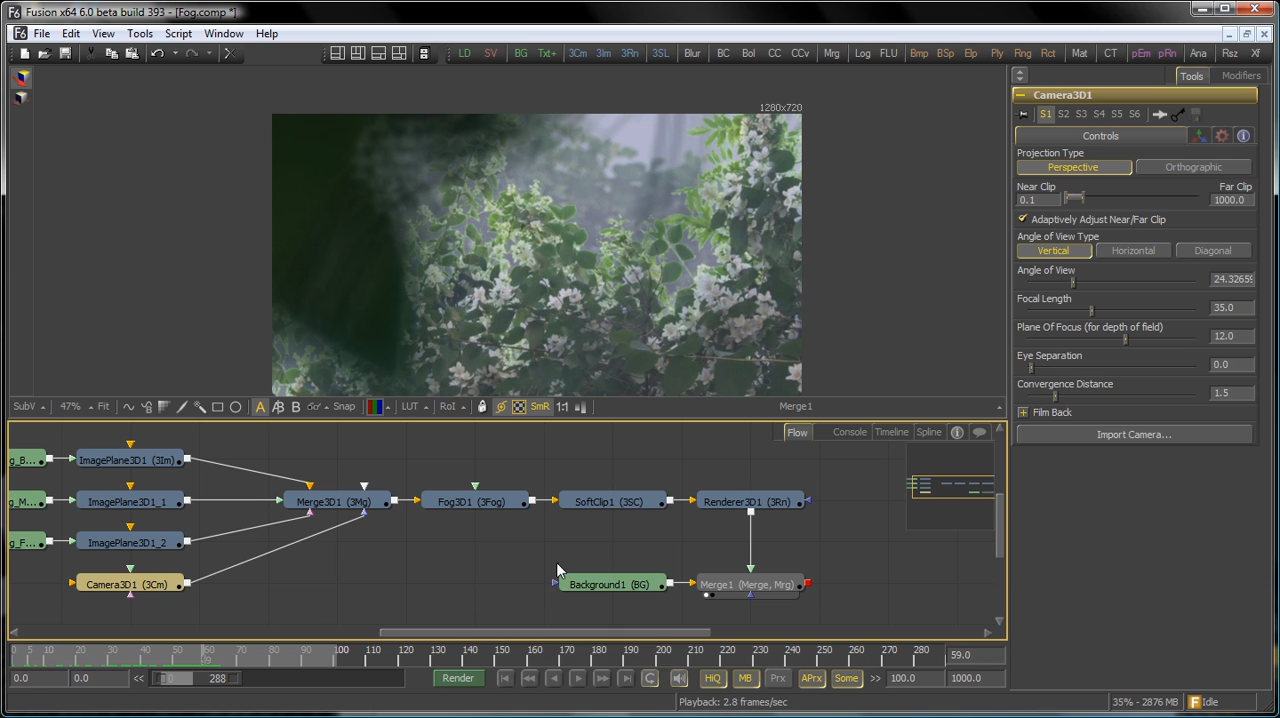 Fusion x64 6.0 beta build 393 - [Fog.comp *]
File Edit View Tools Script Window Help
LD SV BG Txt+ 3Cm 3Im 3Rn 3SL Blur BC Bol CC CCv Mrg Log FLU Bmp BSp Elp Ply Rng Rct Mat CT pEm pRn Ana Rsz Xf
Tools Modifiers
Camera3D1
S1 S2 S3 S4 S5 S6
Controls
Projection Type
Perspective Orthographic
Near Clip Far Clip
0.1 1000.0
Adaptively Adjust Near/Far Clip
Angle of View Type
Vertical Horizontal Diagonal
Angle of View
24.32659
Focal Length
35.0
Plane Of Focus (for depth of field)
12.0
Eye Separation
0.0
Convergence Distance
1.5
Film Back
Import Camera...
1280x720
SubV 47% Fit A B Snap LUT RoI SmR 1:1 Merge1
Flow Console Timeline Spline
g_B... ImagePlane3D1 (3Im)
g_M... ImagePlane3D1_1 Merge3D1 (3Mg) Fog3D1 (3Fog) SoftClip1 (3SC) Renderer3D1 (3Rn)
g_F... ImagePlane3D1_2
Camera3D1 (3Cm) Background1 (BG) Merge1 (Merge, Mrg)
0 5 10 20 30 40 50 60 70 80 90 100 110 120 130 140 150 160 170 180 190 200 210 220 230 240 250 260 270 280
59
59.0
0.0 0.0 << 288 Render HiQ MB Prx APrx Some >> 100.0 1000.0
Playback: 2.8 frames/sec 35% - 2876 MB Idle